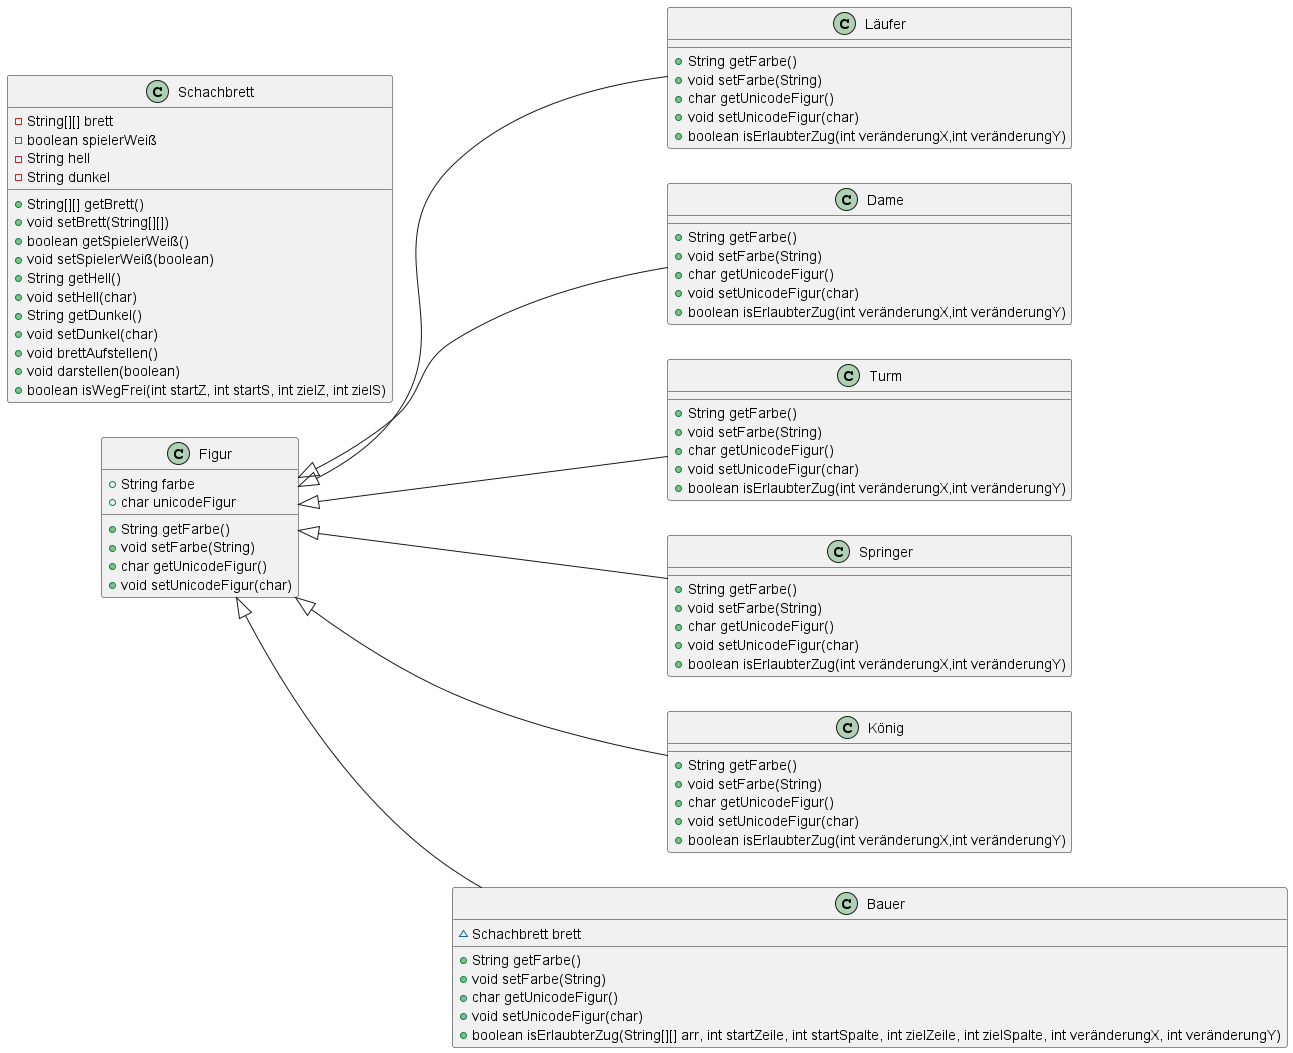 C Schachbrett
String[][] brett
boolean spielerWeiß
String hell
String dunkel
String[][] getBrett()
void setBrett(String[][])
boolean getSpielerWeiß()
void setSpielerWeiß(boolean)
String getHell()
void setHell(char)
String getDunkel()
void setDunkel(char)
void brettAufstellen()
void darstellen(boolean)
boolean isWegFrei(int startZ, int startS, int zielZ, int zielS)
C Figur
String farbe
char unicodeFigur
String getFarbe()
void setFarbe(String)
char getUnicodeFigur()
void setUnicodeFigur(char)
C Läufer
String getFarbe()
void setFarbe(String)
char getUnicodeFigur()
void setUnicodeFigur(char)
boolean isErlaubterZug(int veränderungX,int veränderungY)
C Dame
String getFarbe()
void setFarbe(String)
char getUnicodeFigur()
void setUnicodeFigur(char)
boolean isErlaubterZug(int veränderungX,int veränderungY)
C Turm
String getFarbe()
void setFarbe(String)
char getUnicodeFigur()
void setUnicodeFigur(char)
boolean isErlaubterZug(int veränderungX,int veränderungY)
C Springer
String getFarbe()
void setFarbe(String)
char getUnicodeFigur()
void setUnicodeFigur(char)
boolean isErlaubterZug(int veränderungX,int veränderungY)
C König
String getFarbe()
void setFarbe(String)
char getUnicodeFigur()
void setUnicodeFigur(char)
boolean isErlaubterZug(int veränderungX,int veränderungY)
C Bauer
Schachbrett brett
String getFarbe()
void setFarbe(String)
char getUnicodeFigur()
void setUnicodeFigur(char)
boolean isErlaubterZug(String[][] arr, int startZeile, int startSpalte, int zielZeile, int zielSpalte, int veränderungX, int veränderungY)